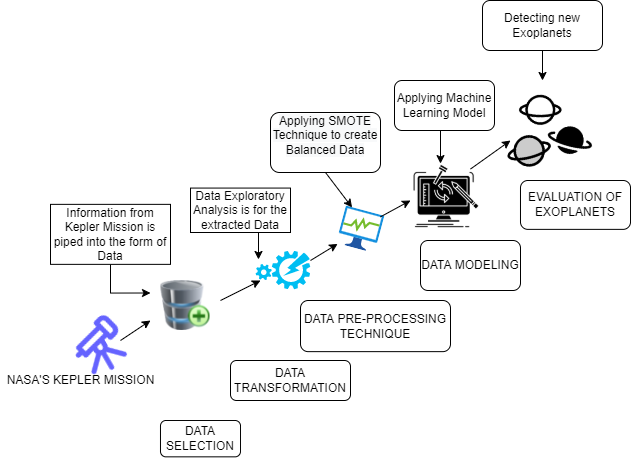 Detecting new
Exoplanets
Applying Machine
Learning Model
Applying SMOTE
Technique to create
Balanced Data
Data Exploratory
Analysis is for the
extracted Data
Information from
Kepler Mission is
piped into the form of
Data
NASA'S KEPLER MISSION
EVALUATION OF
EXOPLANETS
DATA MODELING
DATA PRE-PROCESSING
TECHNIQUE
DATA
TRANSFORMATION
DATA
SELECTION